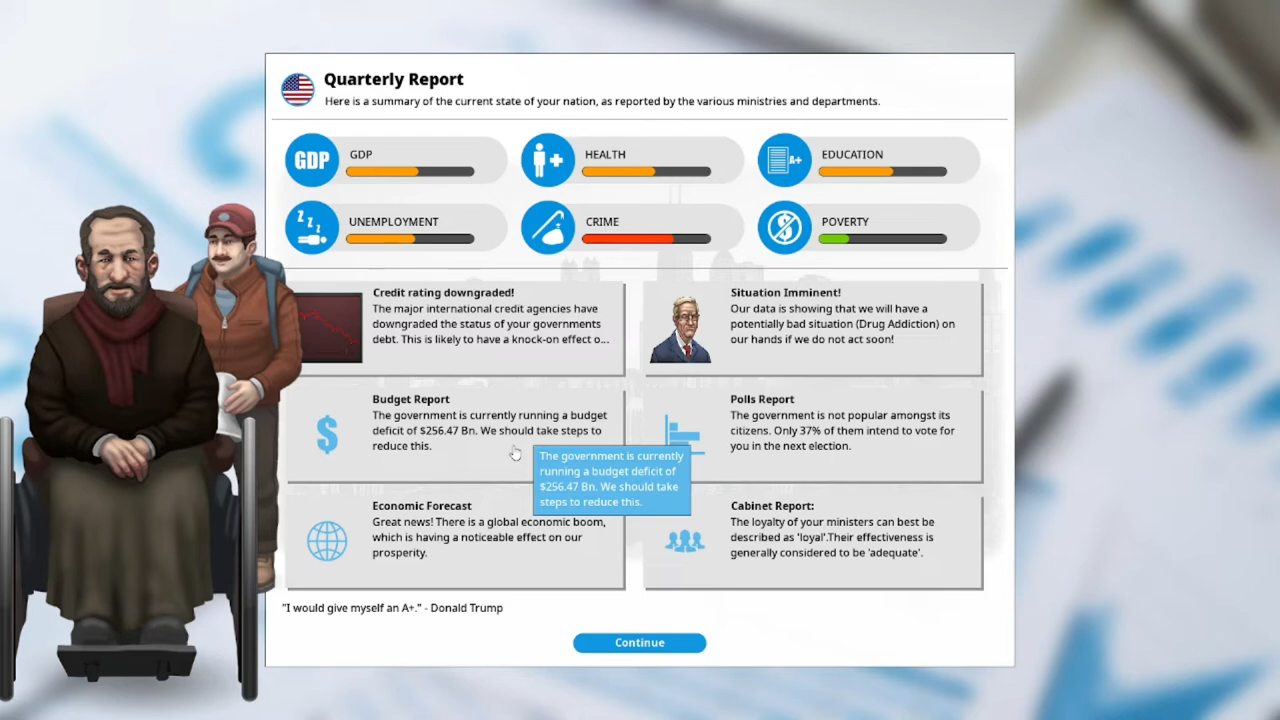 Quarterly Report
Here is a summary of the current state of your nation, as reported by the various ministries and departments.
GDP
GDP
HEALTH
A+
EDUCATION
Z Z Z
UNEMPLOYMENT
CRIME
$
POVERTY
Credit rating downgraded!
The major international credit agencies have
downgraded the status of your governments
debt. This is likely to have a knock-on effect o...
Situation Imminent!
Our data is showing that we will have a
potentially bad situation (Drug Addiction) on
our hands if we do not act soon!
Budget Report
$
The government is currently running a budget
deficit of $256.47 Bn. We should take steps to
reduce this.
Polls Report
The government is not popular amongst its
citizens. Only 37% of them intend to vote for
you in the next election.
The government is currently
running a budget deficit of
$256.47 Bn. We should take
steps to reduce this.
Economic Forecast
Great news! There is a global economic boom,
which is having a noticeable effect on our
prosperity.
Cabinet Report:
The loyalty of your ministers can best be
described as 'loyal'.Their effectiveness is
generally considered to be 'adequate'.
"I would give myself an A+." - Donald Trump
Continue